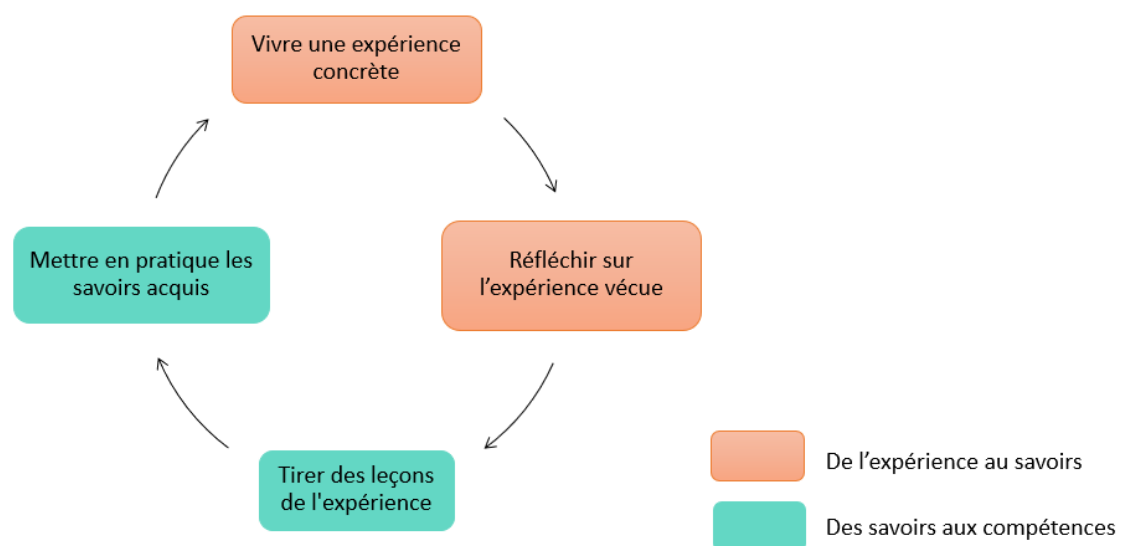 Vivre une expérience
concrète
Réfléchir sur
l’expérience vécue
Mettre en pratique les
savoirs acquis
Tirer des leçons
de l'expérience
De l’expérience au savoirs
Des savoirs aux compétences